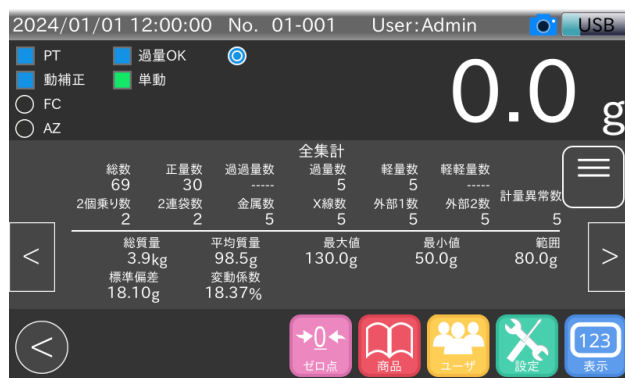 2024/01/01 12:00:00 No. 01-001 User:Admin USB
PT 過量OK
動補正 単動
FC
AZ
0.0 g
全集計
総数 正量数 過過量数 過量数 軽量数 軽軽量数
69 30 ----- 5 5 -----
2個乗り数 2連袋数 金属数 X線数 外部1数 外部2数 計量異常数
2 2 5 5 5 5 5
< >
総質量 平均質量 最大値 最小値 範囲
3.9kg 98.5g 130.0g 50.0g 80.0g
標準偏差 変動係数
18.10g 18.37%
< 0 123
ゼロ点 商品 ユーザ 設定 表示